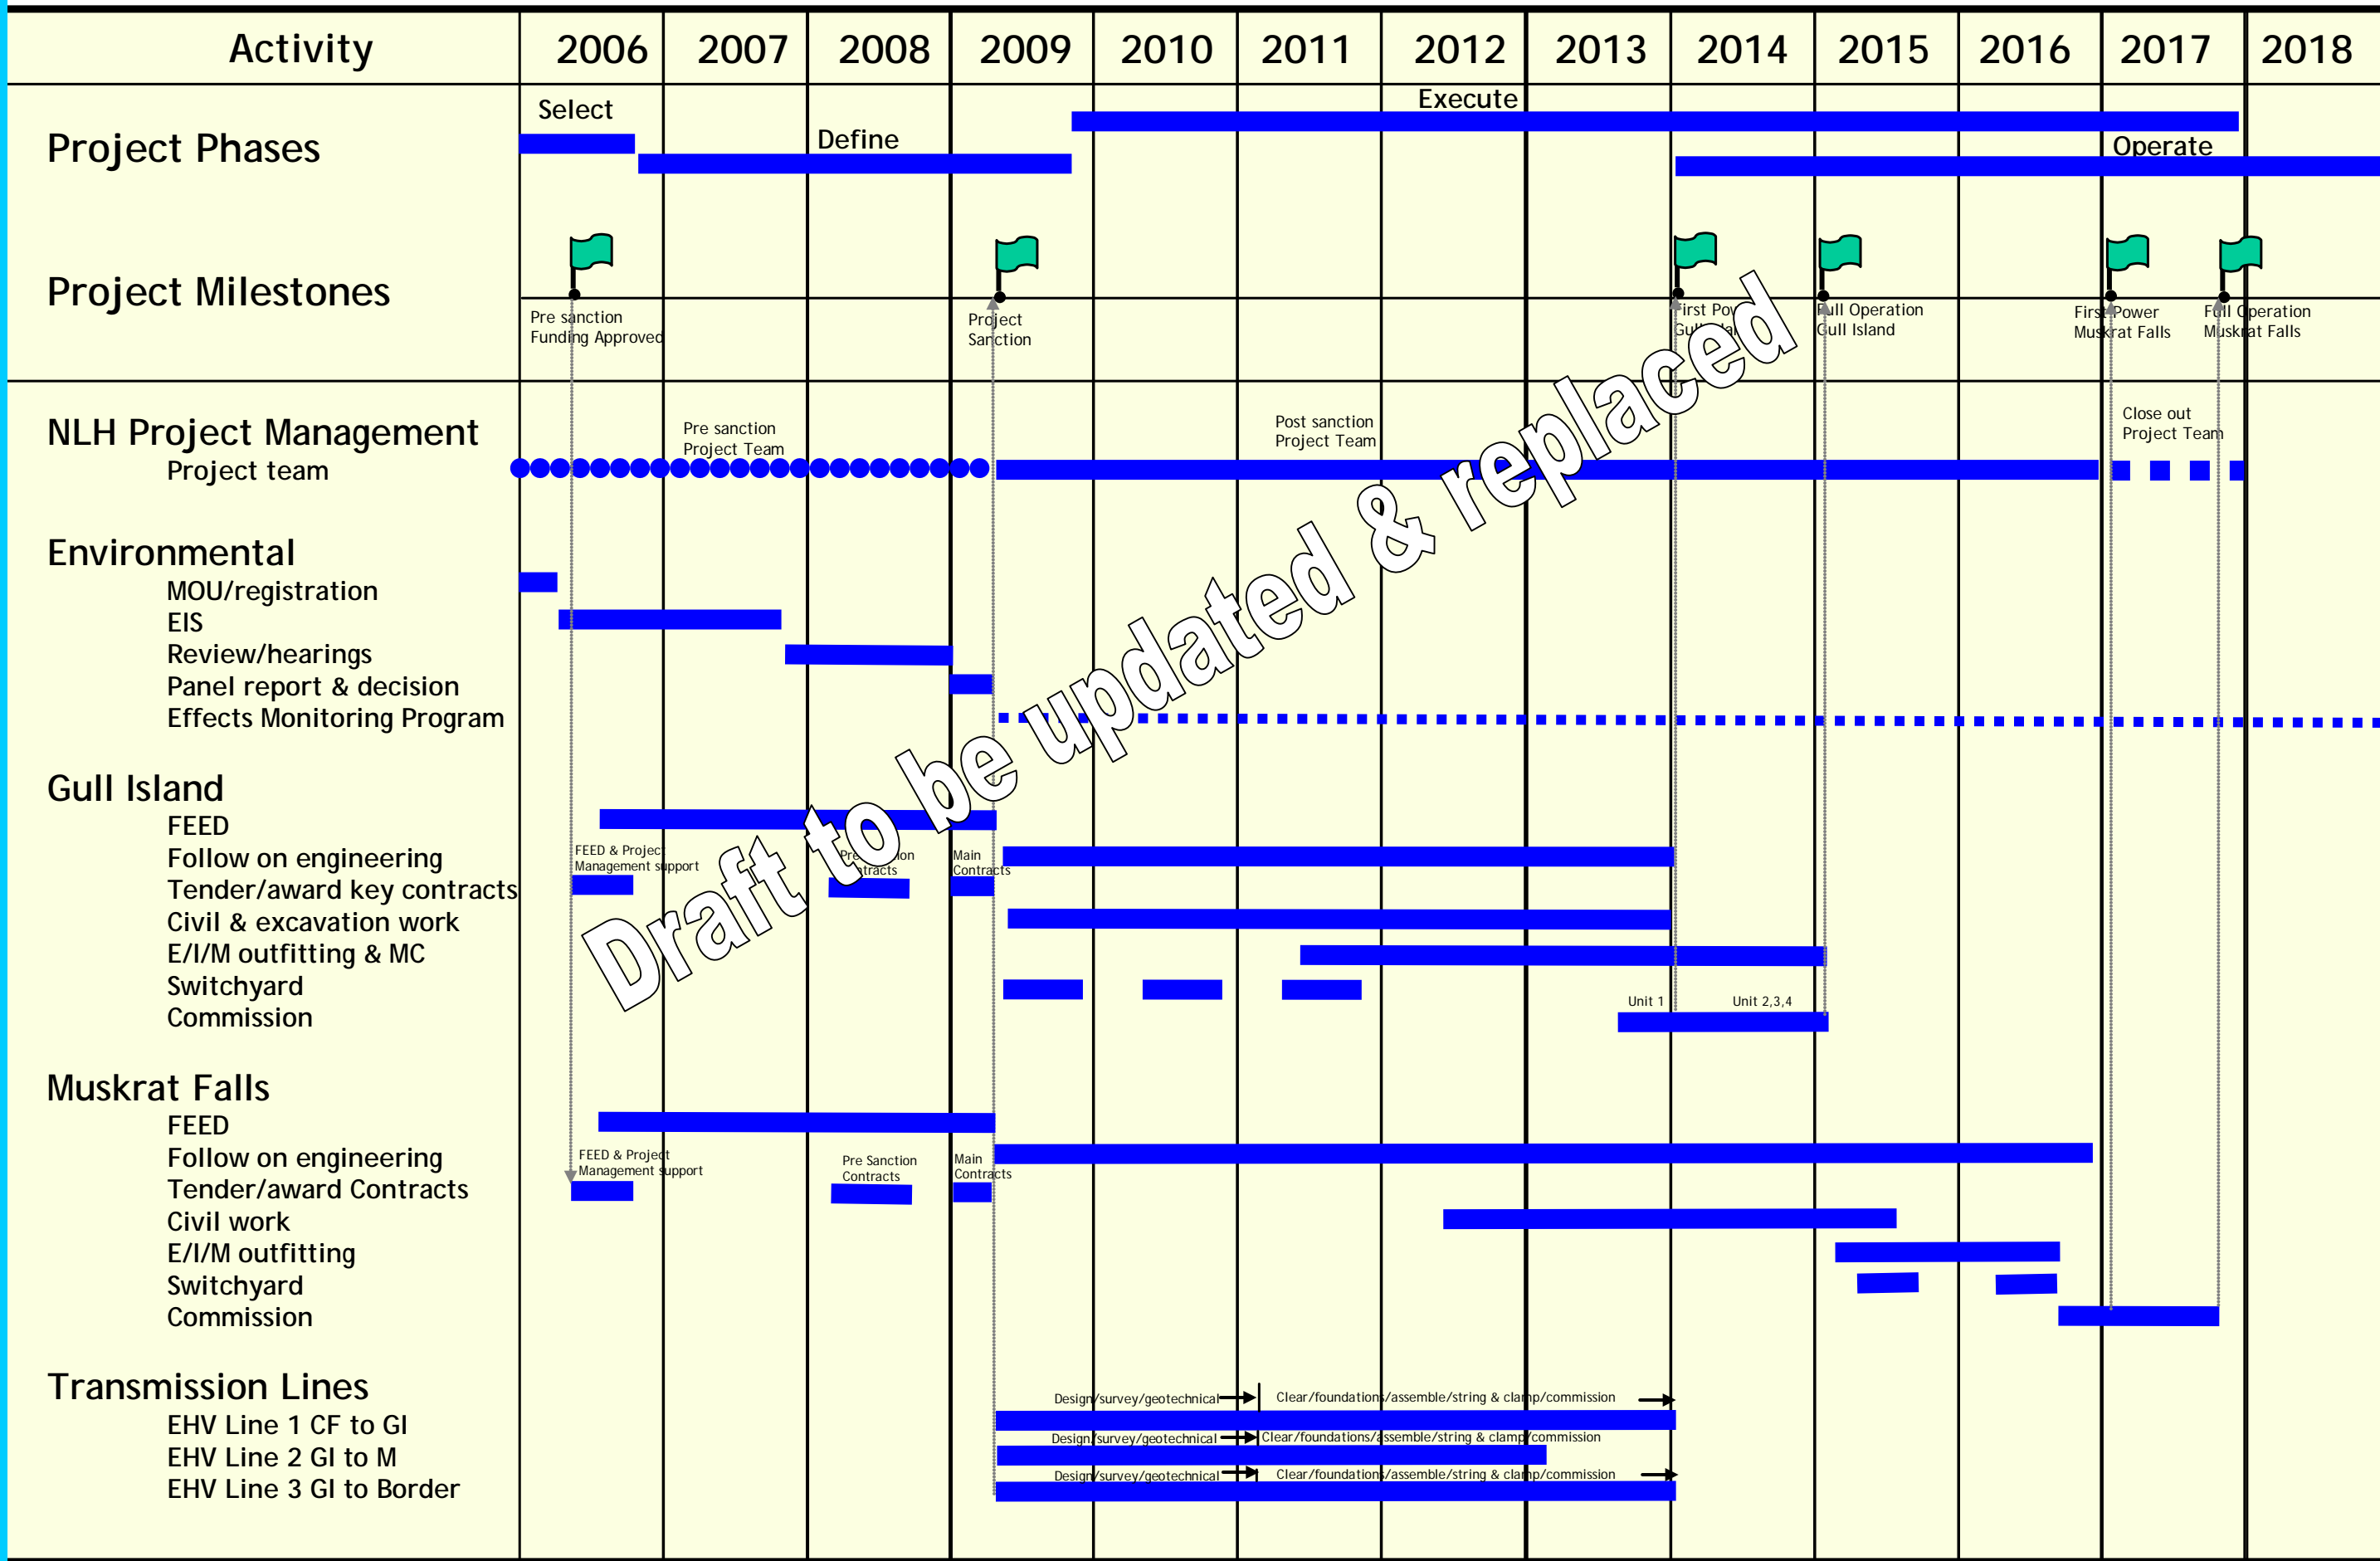 Activity 2006 2007 2008 2009 2010 2011 2012 2013 2014 2015 2016 2017 2018
Select
Execute
Define
Operate
Project Phases
Project Milestones
Pre sanction
Funding Approved
Project
Sanction
First
Full Operation
Gull Island
First Power
Muskrat Falls
Full Operation
Muskrat Falls
NLH Project Management
Project team
Pre sanction
Project Team
Post sanction
Project Team
Close out
Project Team
Environmental
MOU/registration
EIS
Review/hearings
Panel report & decision
Effects Monitoring Program
Draft to be updated & replaced
Gull Island
FEED
Follow on engineering
FEED & Project
Management support
Main
Contracts
Tender/award key contracts
Civil & excavation work
E/I/M outfitting & MC
Switchyard
Unit 1 Unit 2,3,4
Commission
Muskrat Falls
FEED
Follow on engineering
FEED & Project
Management support
Pre Sanction
Contracts
Main
Contracts
Tender/award Contracts
Civil work
E/I/M outfitting
Switchyard
Commission
Transmission Lines
Design/survey/geotechnical Clear/foundations/assemble/string & clamp/commission
EHV Line 1 CF to GI
Design/survey/geotechnical Clear/foundations/assemble/string & clamp/commission
EHV Line 2 GI to M
Design/survey/geotechnical Clear/foundations/assemble/string & clamp/commission
EHV Line 3 GI to Border